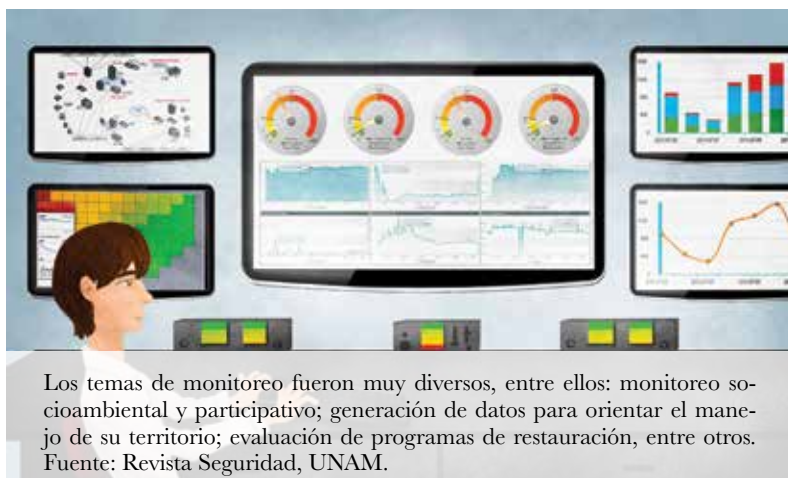 Los temas de monitoreo fueron muy diversos, entre ellos: monitoreo so-
cioambiental y participativo; generación de datos para orientar el mane-
jo de su territorio; evaluación de programas de restauración, entre otros.
Fuente: Revista Seguridad, UNAM.